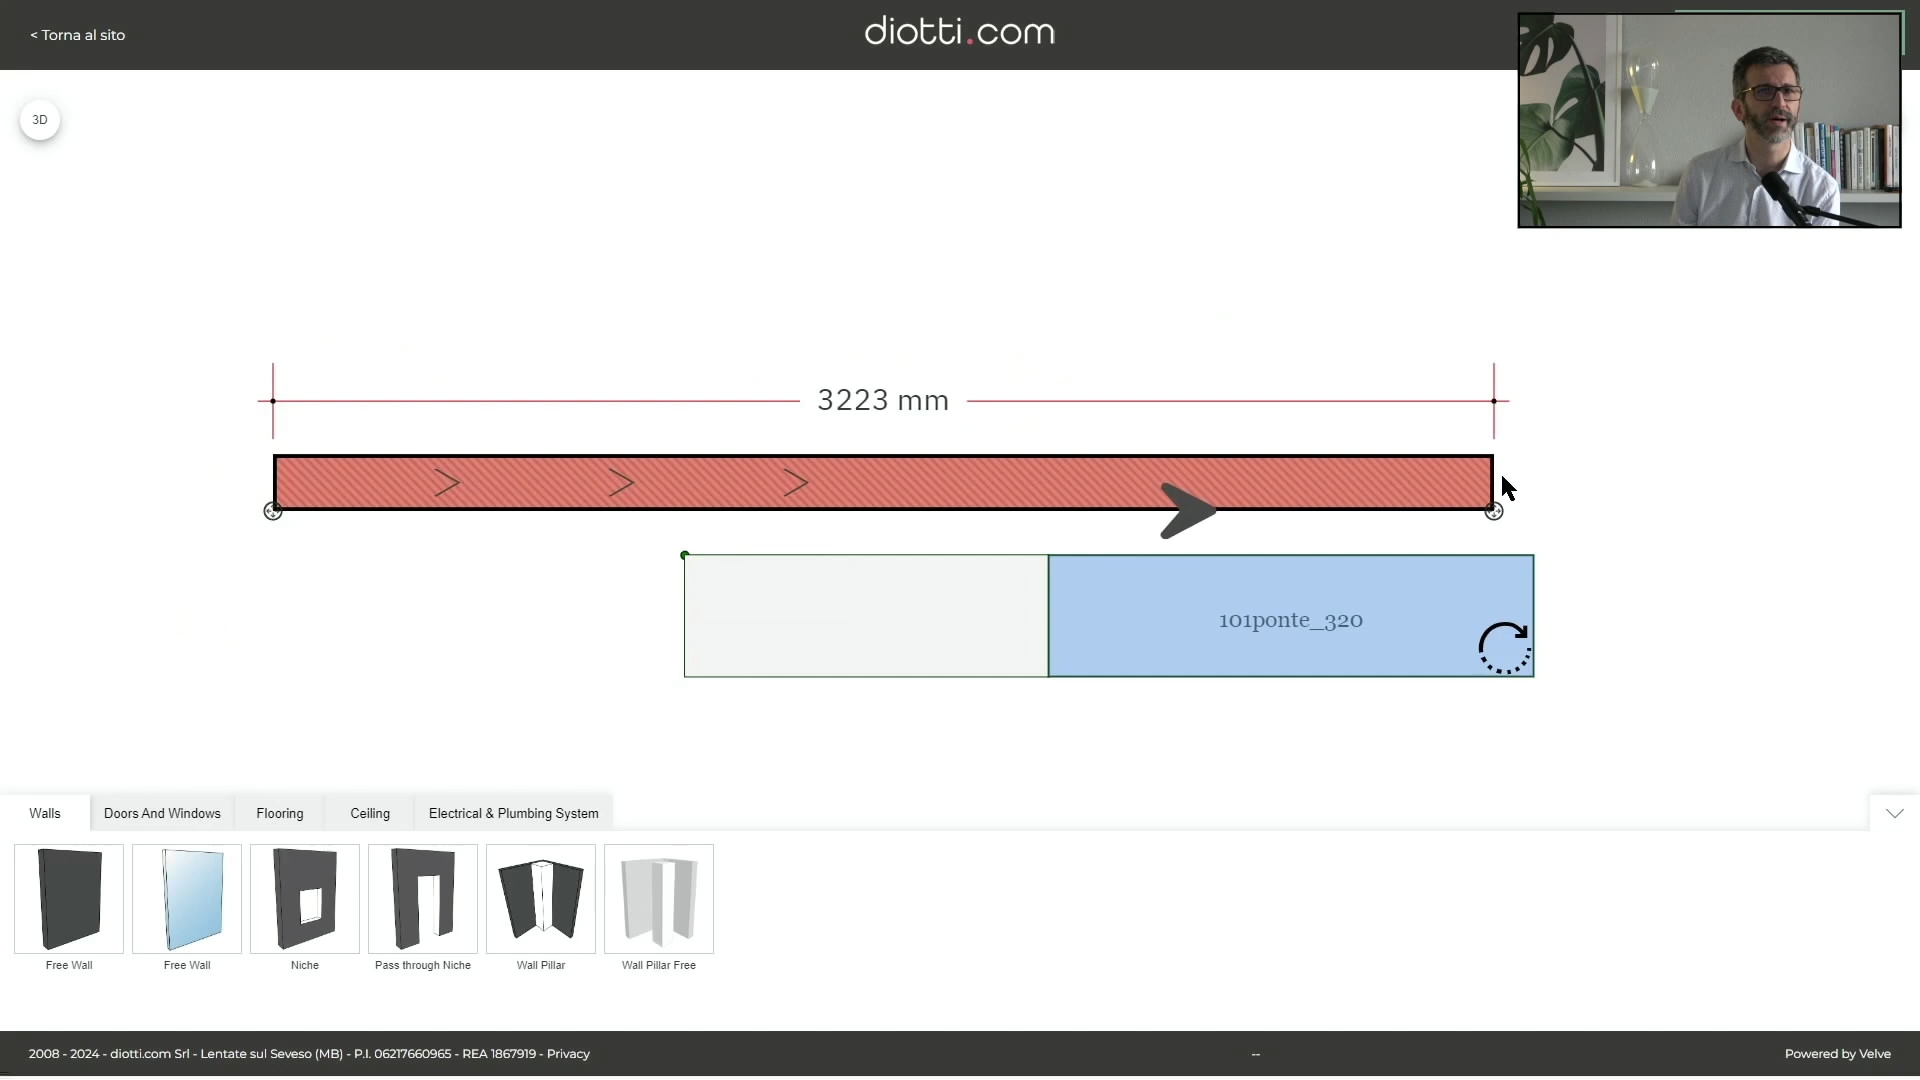 < Torna al sito
diotti.com
3D
3223 mm
101ponte_320
Walls
Doors And Windows
Flooring
Ceiling
Electrical & Plumbing System
Free Wall
Free Wall
Niche
Pass through Niche
Wall Pillar
Wall Pillar Free
2008 - 2024 - diotti.com Srl - Lentate sul Seveso (MB) - P.I. 06217660965 - REA 1867919 - Privacy
--
Powered by Velve